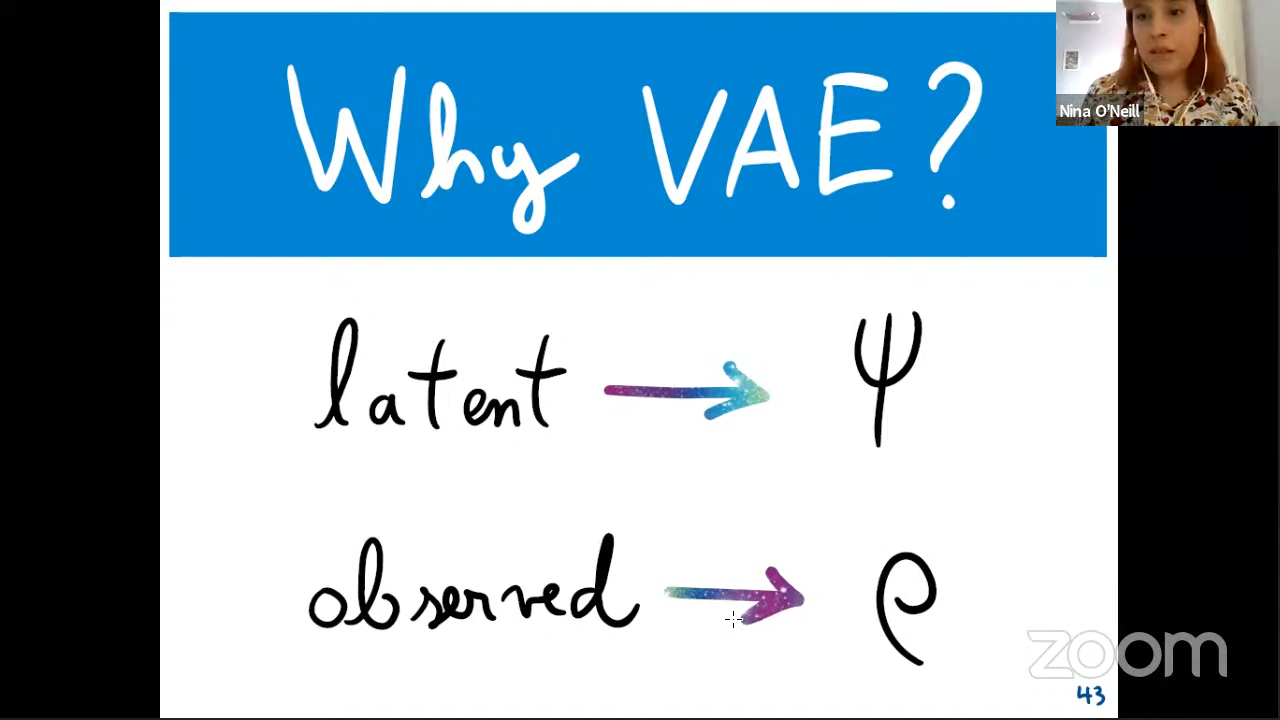 Why VAE?
Nina O'Neill
latent → ψ
observed → ρ
zoom
43